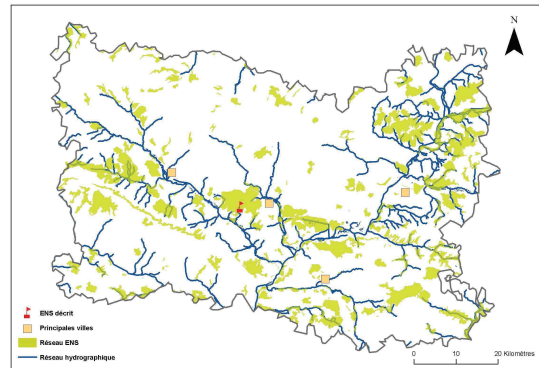 N
ENS décrit
Principales villes
Réseau ENS
Réseau hydrographique
0 10 20 Kilomètres